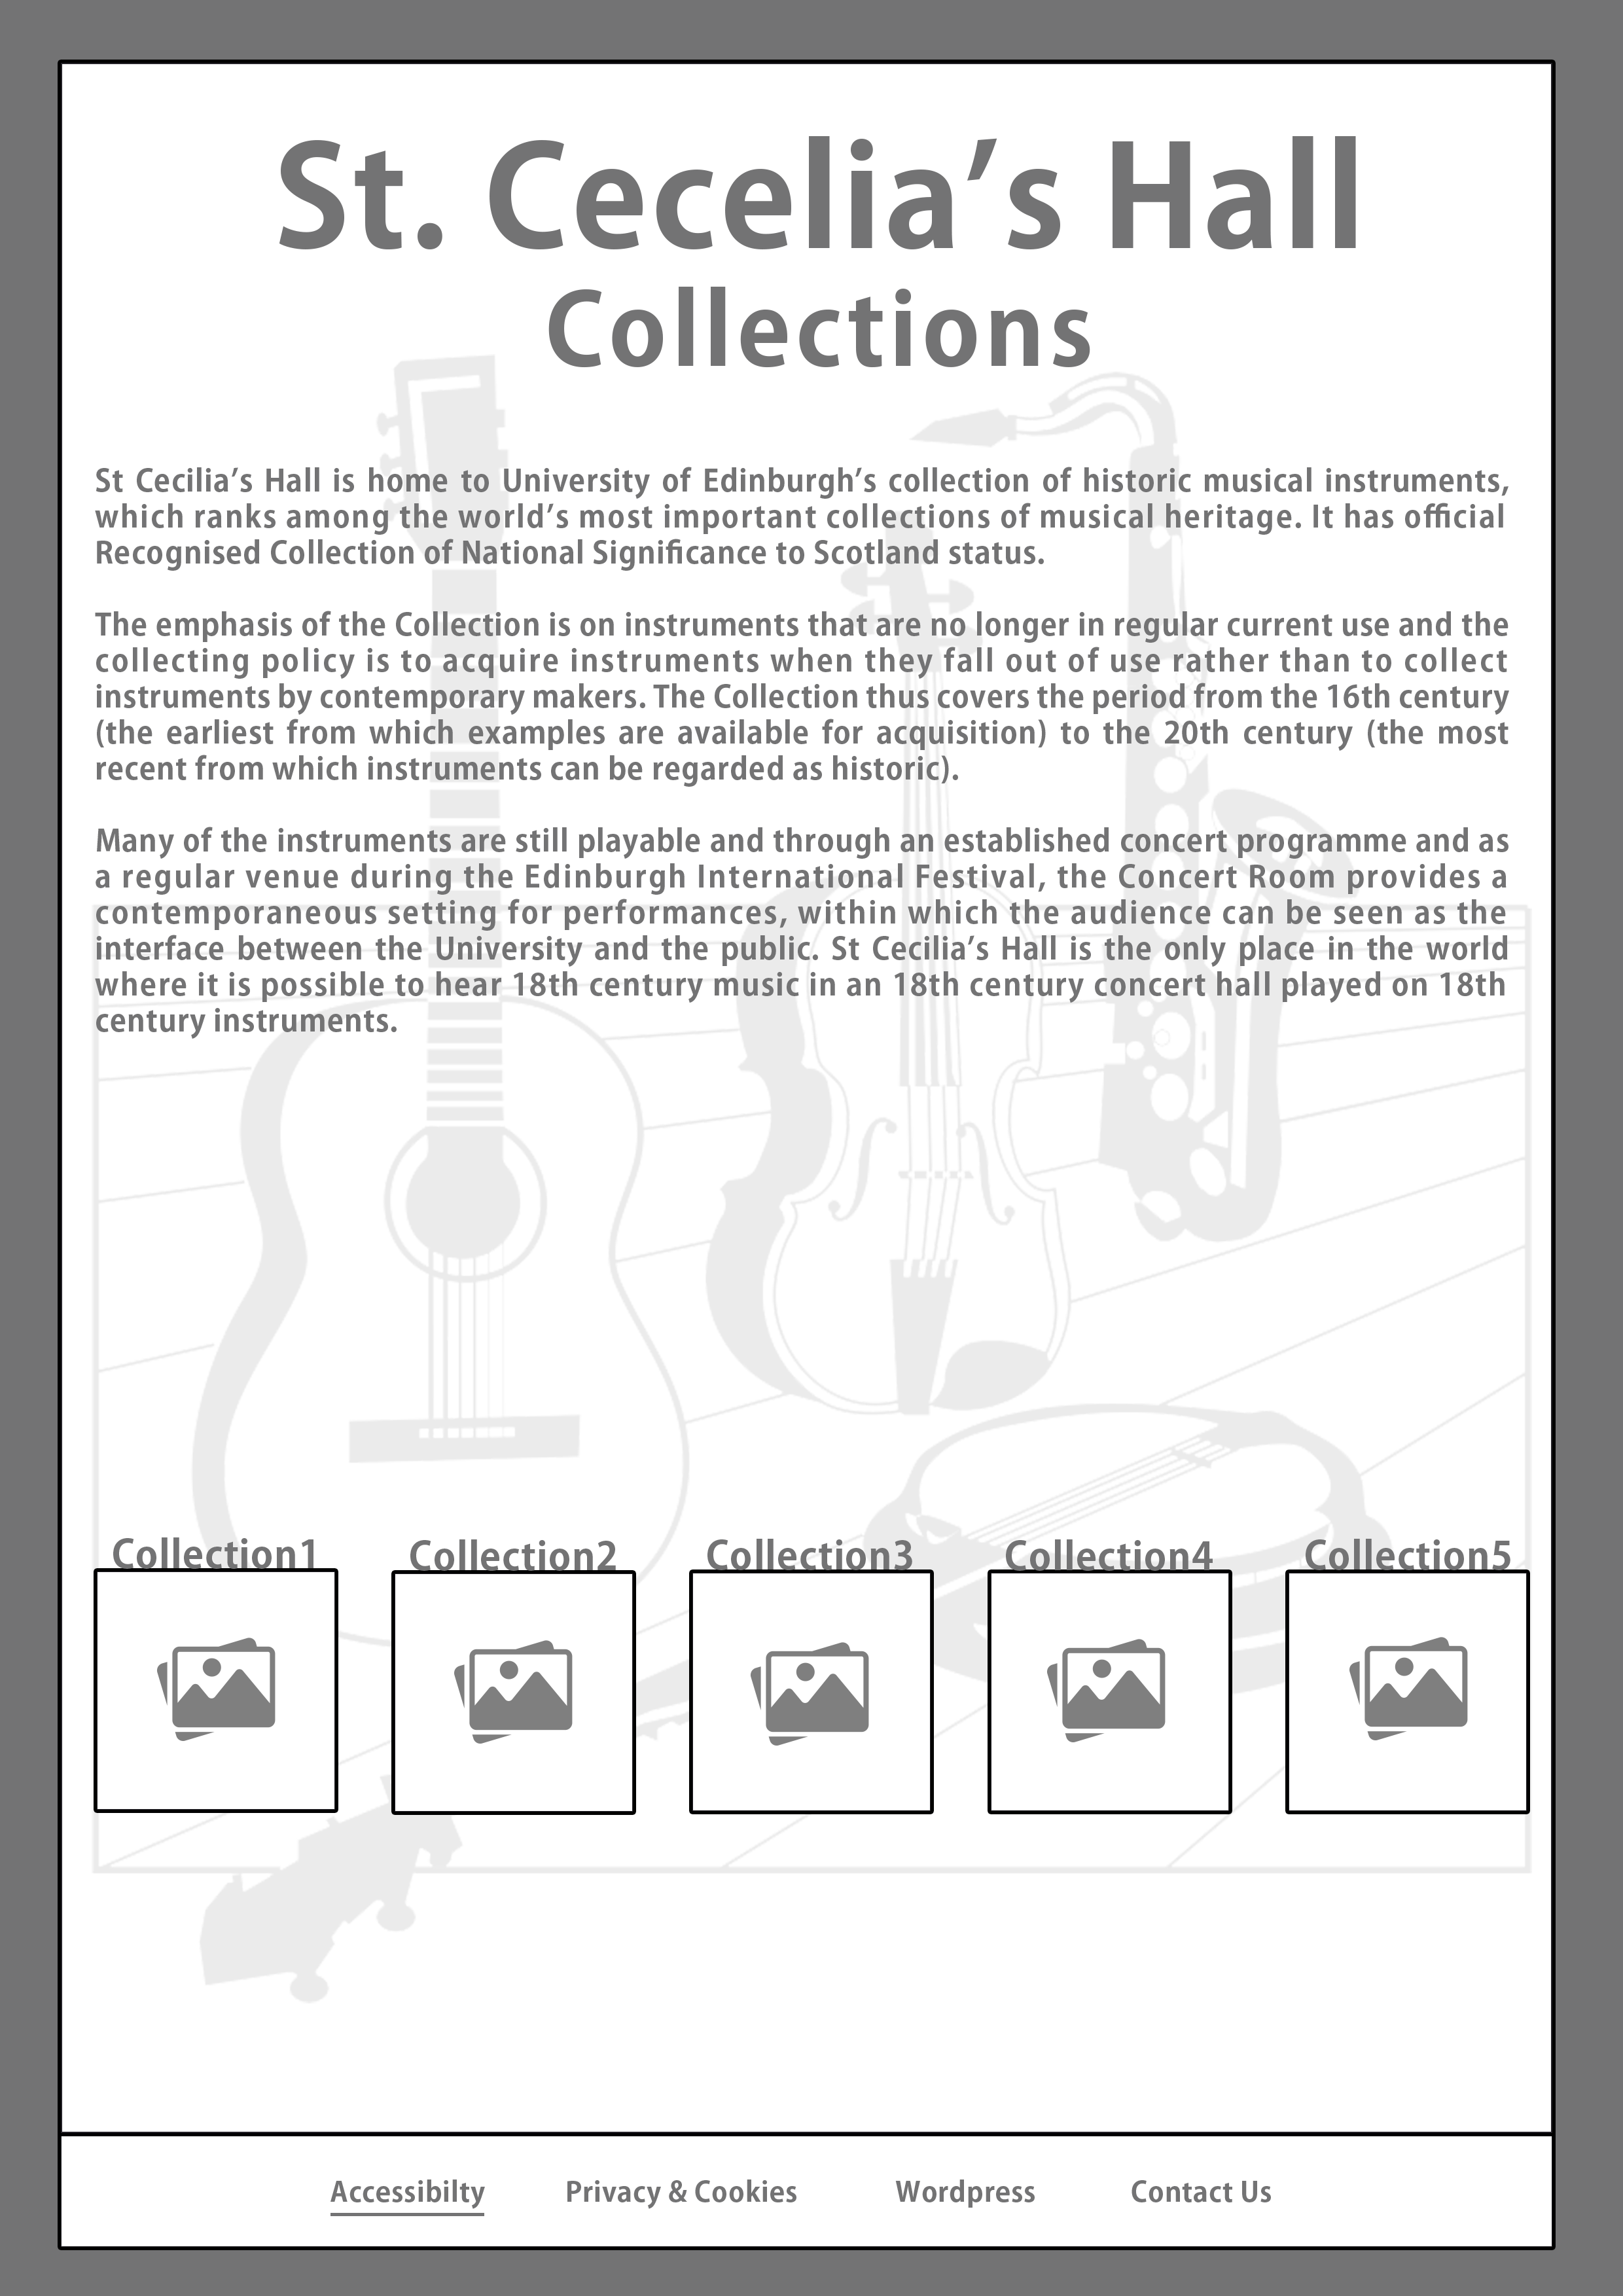 St. Cecelia’s Hall
Collections
St Cecilia’s Hall is home to University of Edinburgh’s collection of historic musical instruments,
which ranks among the world’s most important collections of musical heritage. It has official
Recognised Collection of National Significance to Scotland status.
The emphasis of the Collection is on instruments that are no longer in regular current use and the
collecting policy is to acquire instruments when they fall out of use rather than to collect
instruments by contemporary makers. The Collection thus covers the period from the 16th century
(the earliest from which examples are available for acquisition) to the 20th century (the most
recent from which instruments can be regarded as historic).
Many of the instruments are still playable and through an established concert programme and as
a regular venue during the Edinburgh International Festival, the Concert Room provides a
contemporaneous setting for performances, within which the audience can be seen as the
interface between the University and the public. St Cecilia’s Hall is the only place in the world
where it is possible to hear 18th century music in an 18th century concert hall played on 18th
century instruments.
Collection1 Collection2 Collection3 Collection4 Collection5
Accessibilty Privacy & Cookies Wordpress Contact Us